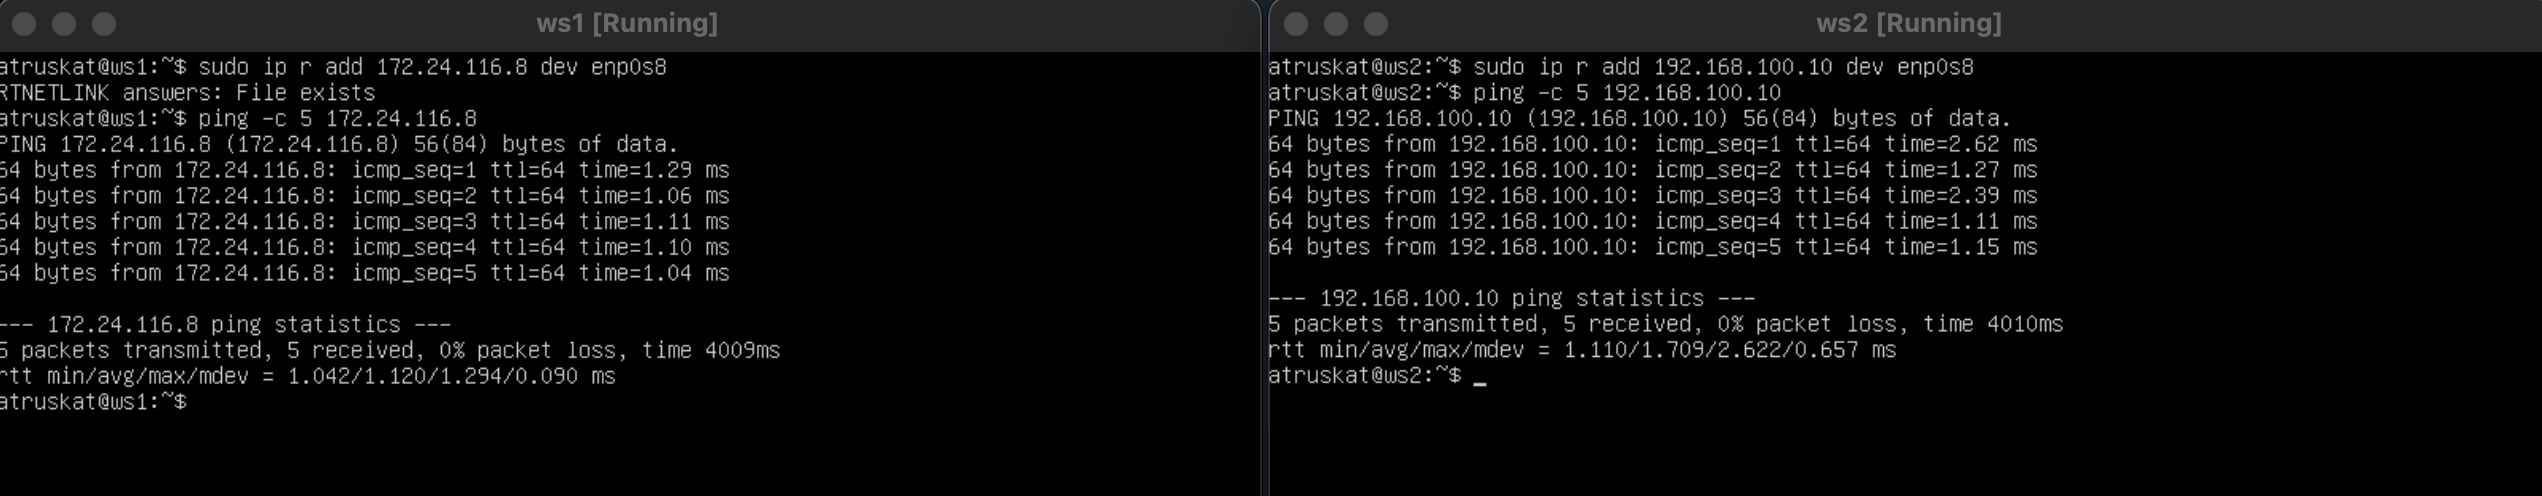 ws1 [Running]
atruskat@ws1:~$ sudo ip r add 172.24.116.8 dev enp0s8
RTNETLINK answers: File exists
atruskat@ws1:~$ ping -c 5 172.24.116.8
PING 172.24.116.8 (172.24.116.8) 56(84) bytes of data.
64 bytes from 172.24.116.8: icmp_seq=1 ttl=64 time=1.29 ms
64 bytes from 172.24.116.8: icmp_seq=2 ttl=64 time=1.06 ms
64 bytes from 172.24.116.8: icmp_seq=3 ttl=64 time=1.11 ms
64 bytes from 172.24.116.8: icmp_seq=4 ttl=64 time=1.10 ms
64 bytes from 172.24.116.8: icmp_seq=5 ttl=64 time=1.04 ms
--- 172.24.116.8 ping statistics ---
5 packets transmitted, 5 received, 0% packet loss, time 4009ms
rtt min/avg/max/mdev = 1.042/1.120/1.294/0.090 ms
atruskat@ws1:~$
ws2 [Running]
atruskat@ws2:~$ sudo ip r add 192.168.100.10 dev enp0s8
atruskat@ws2:~$ ping -c 5 192.168.100.10
PING 192.168.100.10 (192.168.100.10) 56(84) bytes of data.
64 bytes from 192.168.100.10: icmp_seq=1 ttl=64 time=2.62 ms
64 bytes from 192.168.100.10: icmp_seq=2 ttl=64 time=1.27 ms
64 bytes from 192.168.100.10: icmp_seq=3 ttl=64 time=2.39 ms
64 bytes from 192.168.100.10: icmp_seq=4 ttl=64 time=1.11 ms
64 bytes from 192.168.100.10: icmp_seq=5 ttl=64 time=1.15 ms
--- 192.168.100.10 ping statistics ---
5 packets transmitted, 5 received, 0% packet loss, time 4010ms
rtt min/avg/max/mdev = 1.110/1.709/2.622/0.657 ms
atruskat@ws2:~$ _